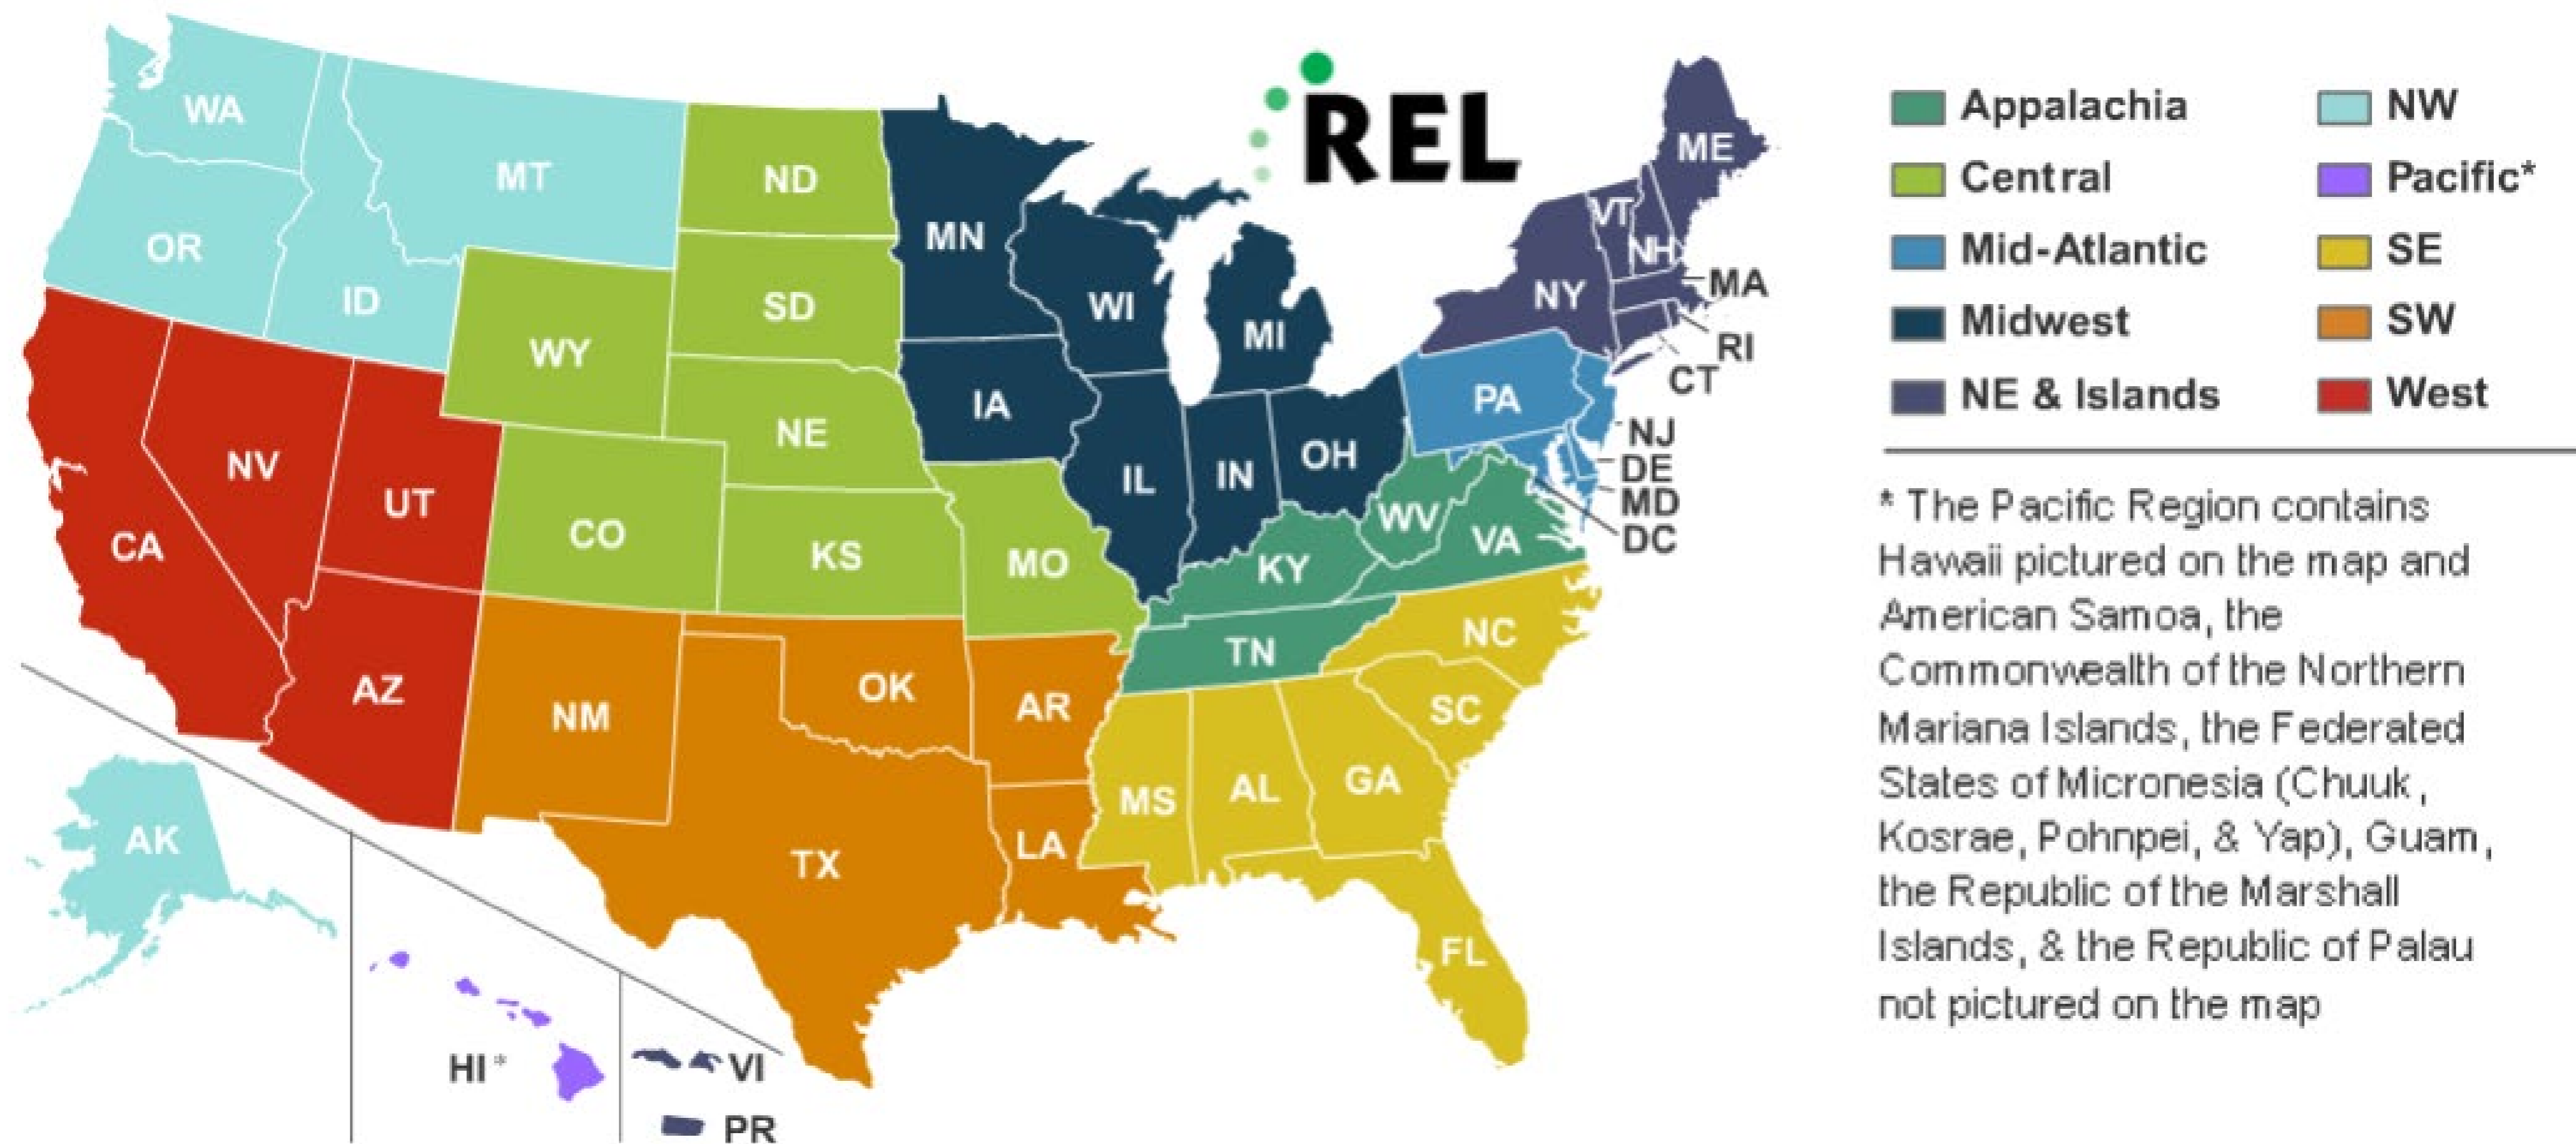 REL
WA
MT
ND
MN
ME
OR
ID
SD
WI
MI
VT
NH
NY
MA
RI
CT
WY
NE
IA
PA
NJ
DE
MD
DC
NV
UT
CO
KS
MO
IL
IN
OH
WV
VA
KY
CA
AZ
NM
OK
AR
TN
NC
SC
TX
LA
MS
AL
GA
FL
AK
HI*
VI
PR
Appalachia
Central
Mid-Atlantic
Midwest
NE & Islands
NW
Pacific*
SE
SW
West
* The Pacific Region contains
Hawaii pictured on the map and
American Samoa, the
Commonwealth of the Northern
Mariana Islands, the Federated
States of Micronesia (Chuuk,
Kosrae, Pohnpei, & Yap), Guam,
the Republic of the Marshall
Islands, & the Republic of Palau
not pictured on the map